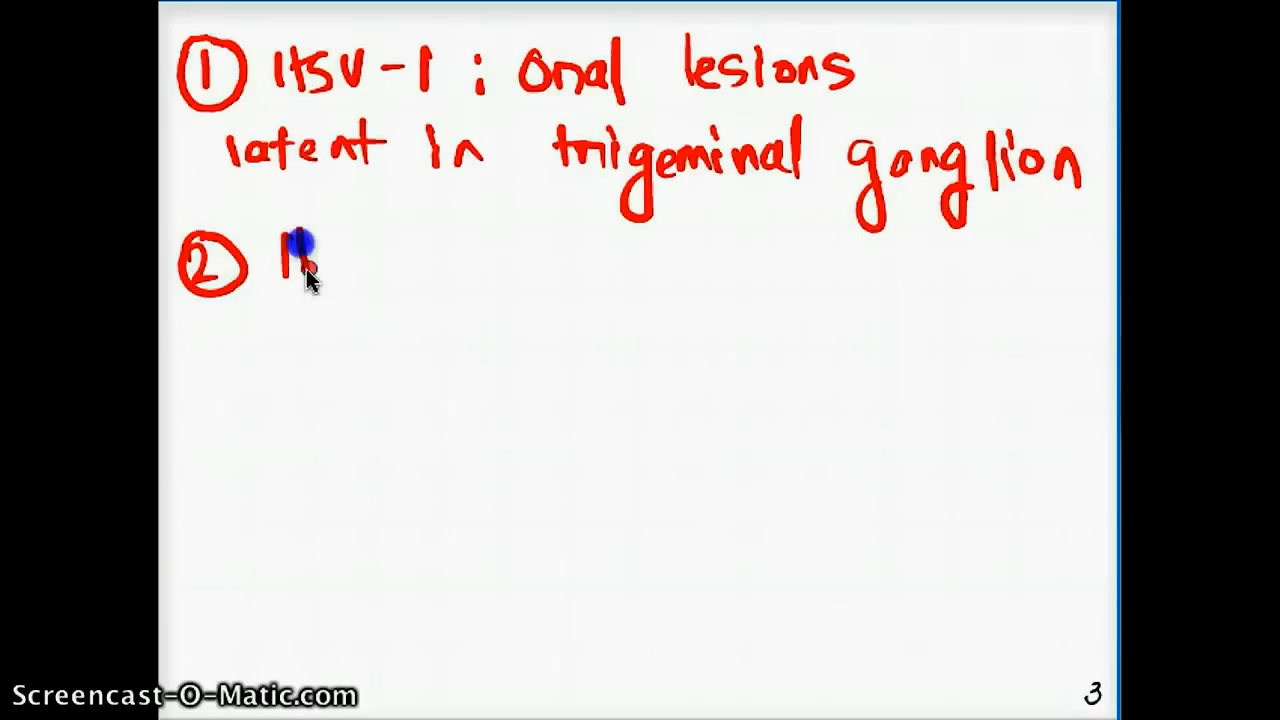 ① HSV-1 : oral lesions
latent in trigeminal ganglion
②
Screencast-O-Matic.com
3